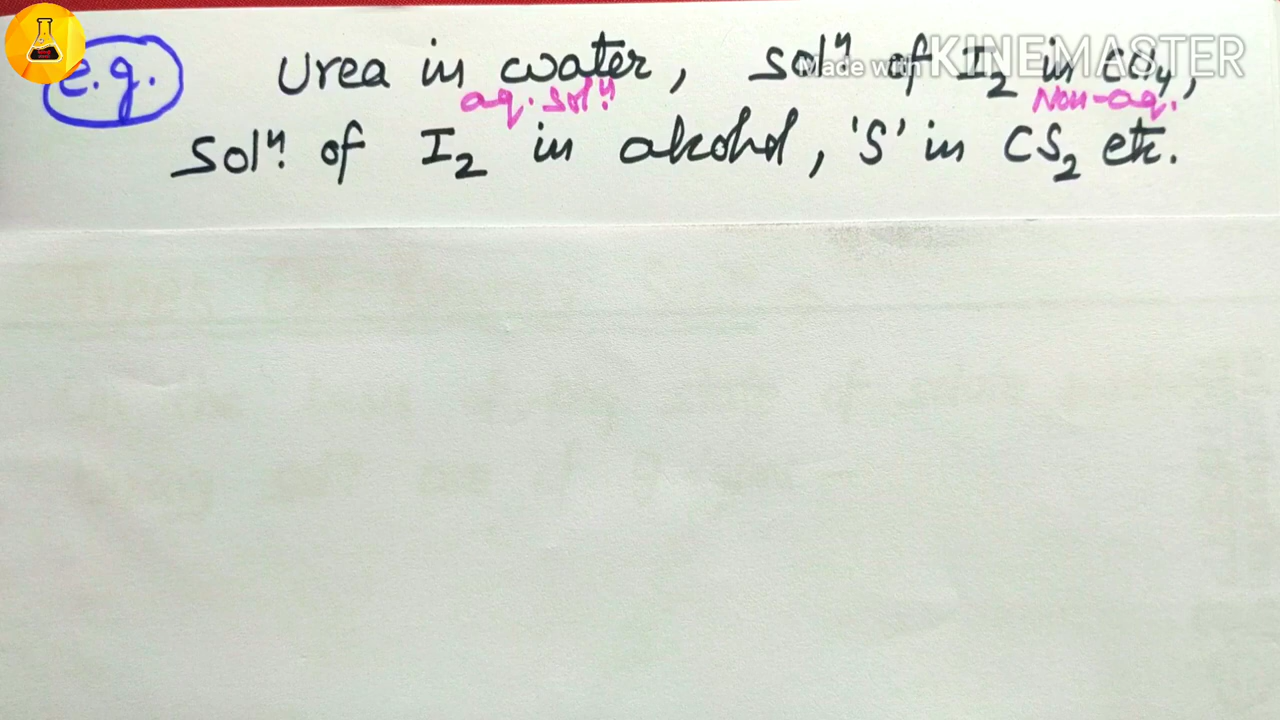 e.g. Urea in water, solⁿ of I₂ in CCl₄,
aq. solⁿ. Non-aq.
Solⁿ. of I₂ in alcohol, 'S' in CS₂ etc.
Made with KINEMASTER